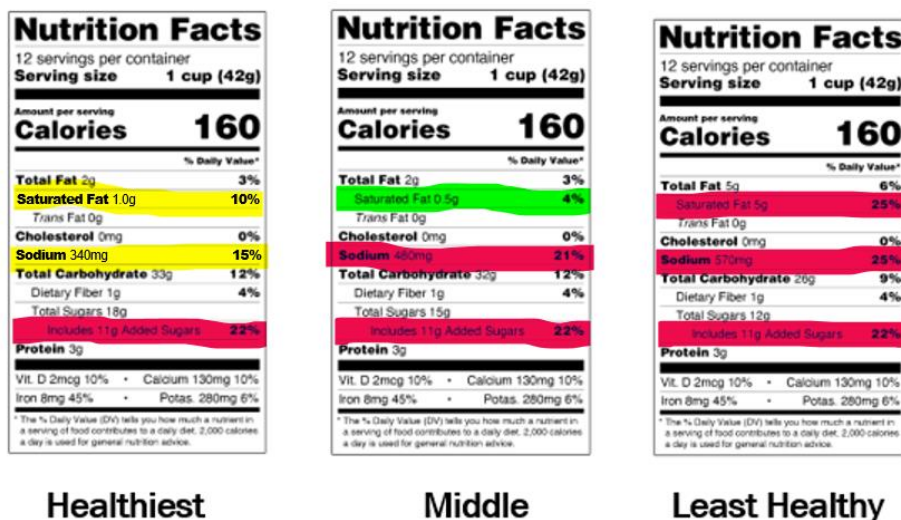 Nutrition Facts
12 servings per container
Serving size 1 cup (42g)
Amount per serving
Calories 160
% Daily Value*
Total Fat 2g 3%
Saturated Fat 1.0g 10%
Trans Fat 0g
Cholesterol 0mg 0%
Sodium 340mg 15%
Total Carbohydrate 33g 12%
Dietary Fiber 1g 4%
Total Sugars 18g
Includes 11g Added Sugars 22%
Protein 3g
Vit. D 2mcg 10% • Calcium 130mg 10%
Iron 8mg 45% • Potas. 280mg 6%
* The % Daily Value (DV) tells you how much a nutrient in
a serving of food contributes to a daily diet. 2,000 calories
a day is used for general nutrition advice.
Healthiest
Nutrition Facts
12 servings per container
Serving size 1 cup (42g)
Amount per serving
Calories 160
% Daily Value*
Total Fat 2g 3%
Saturated Fat 0.5g 4%
Trans Fat 0g
Cholesterol 0mg 0%
Sodium 480mg 21%
Total Carbohydrate 32g 12%
Dietary Fiber 1g 4%
Total Sugars 15g
Includes 11g Added Sugars 22%
Protein 3g
Vit. D 2mcg 10% • Calcium 130mg 10%
Iron 8mg 45% • Potas. 280mg 6%
* The % Daily Value (DV) tells you how much a nutrient in
a serving of food contributes to a daily diet. 2,000 calories
a day is used for general nutrition advice.
Middle
Nutrition Facts
12 servings per container
Serving size 1 cup (42g)
Amount per serving
Calories 160
% Daily Value*
Total Fat 5g 6%
Saturated Fat 5g 25%
Trans Fat 0g
Cholesterol 0mg 0%
Sodium 570mg 25%
Total Carbohydrate 26g 9%
Dietary Fiber 1g 4%
Total Sugars 12g
Includes 11g Added Sugars 22%
Protein 3g
Vit. D 2mcg 10% • Calcium 130mg 10%
Iron 8mg 45% • Potas. 280mg 6%
* The % Daily Value (DV) tells you how much a nutrient in
a serving of food contributes to a daily diet. 2,000 calories
a day is used for general nutrition advice.
Least Healthy